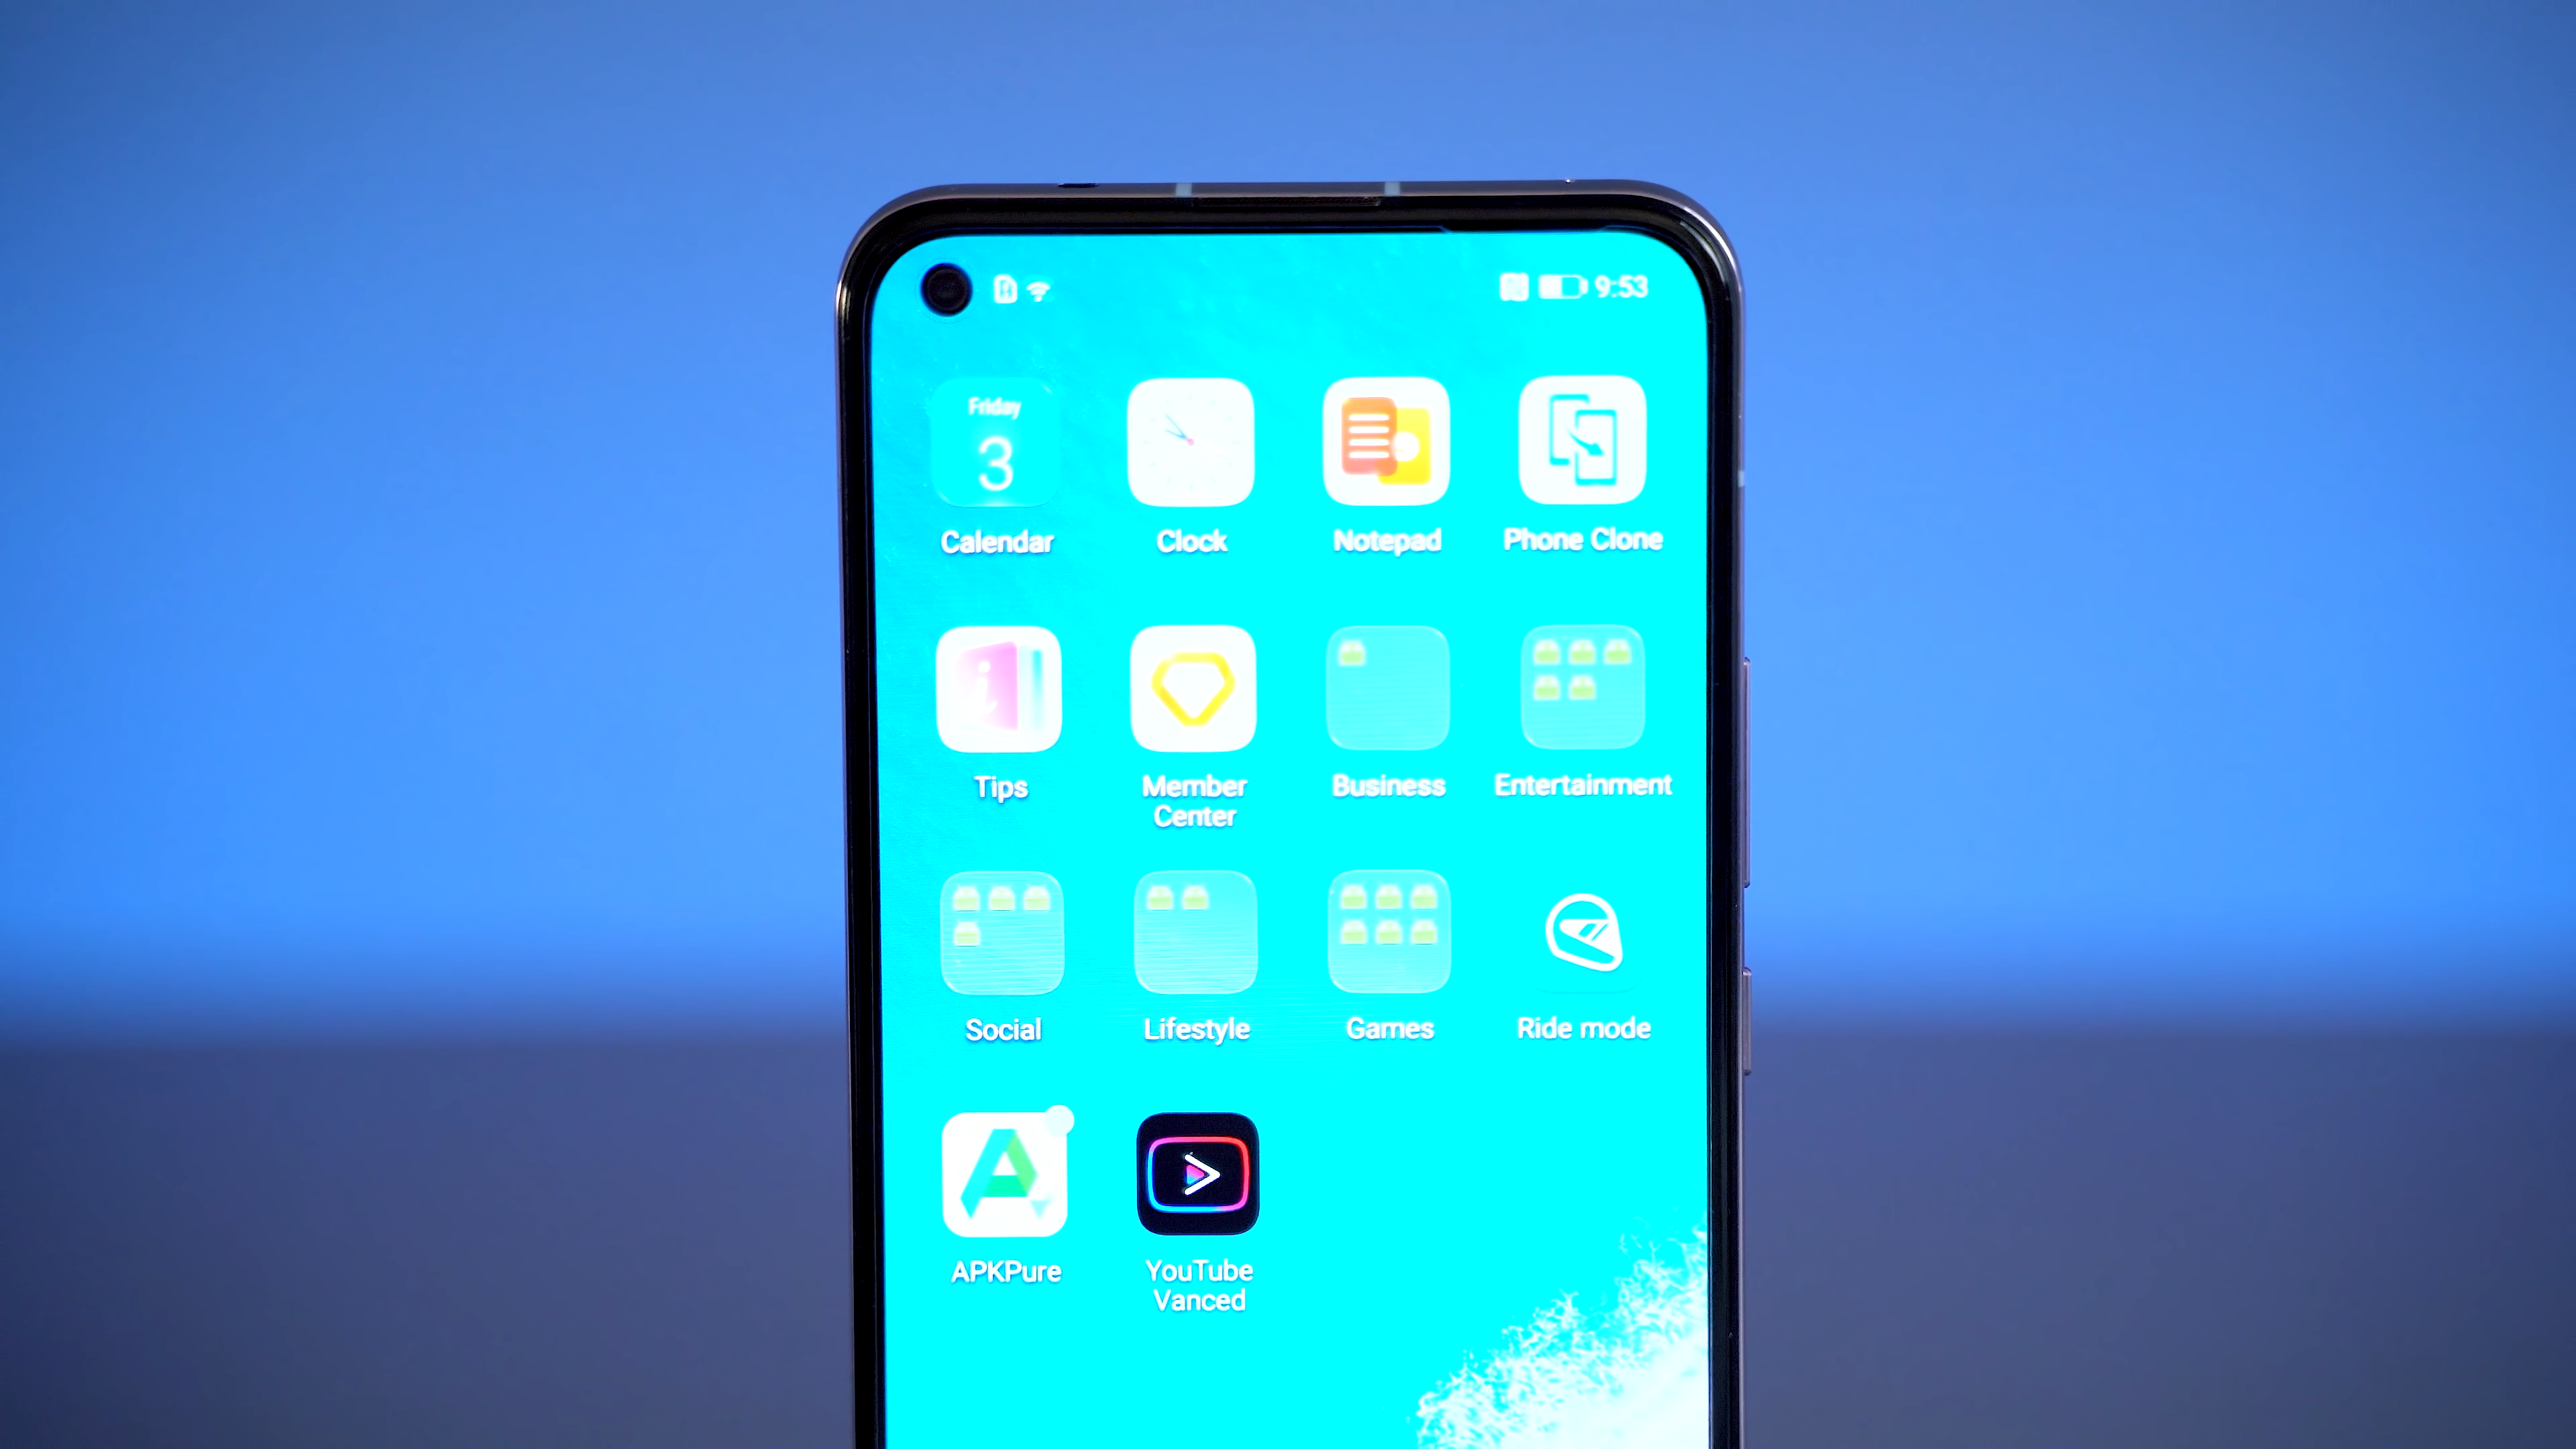 9:53
Friday
3
Calendar
Clock
Notepad
Phone Clone
Tips
Member
Center
Business
Entertainment
Social
Lifestyle
Games
Ride mode
APKPure
YouTube
Vanced